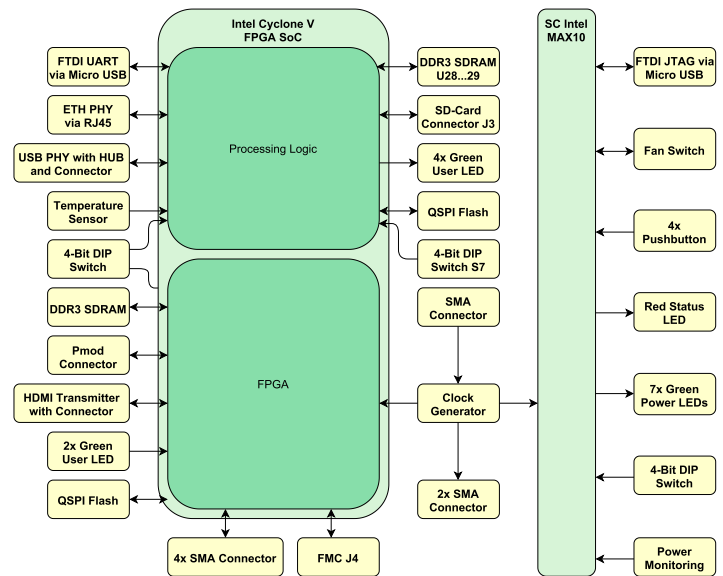 Intel Cyclone V
FPGA SoC
SC Intel
MAX10
FTDI UART
via Micro USB
ETH PHY
via RJ45
USB PHY with HUB
and Connector
Temperature
Sensor
4-Bit DIP
Switch
DDR3 SDRAM
Pmod
Connector
HDMI Transmitter
with Connector
2x Green
User LED
QSPI Flash
Processing Logic
FPGA
DDR3 SDRAM
U28...29
SD-Card
Connector J3
4x Green
User LED
QSPI Flash
4-Bit DIP
Switch S7
SMA
Connector
Clock
Generator
2x SMA
Connector
4x SMA Connector
FMC J4
FTDI JTAG via
Micro USB
Fan Switch
4x
Pushbutton
Red Status
LED
7x Green
Power LEDs
4-Bit DIP
Switch
Power
Monitoring